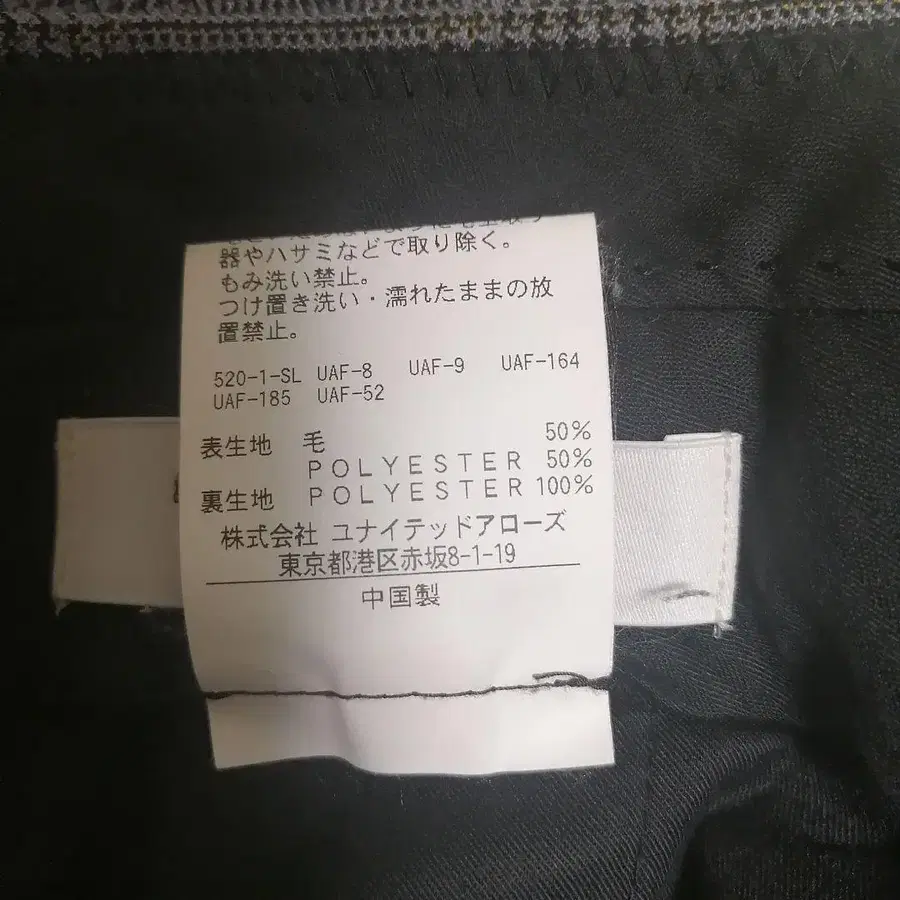 器やハサミなどで取り除く。
もみ洗い禁止。
つけ置き洗い・濡れたままの放
置禁止。
520-1-SL UAF-8 UAF-9 UAF-164
UAF-185 UAF-52
表生地 毛 50%
POLYESTER 50%
裏生地 POLYESTER 100%
株式会社 ユナイテッドアローズ
東京都港区赤坂8-1-19
中国製